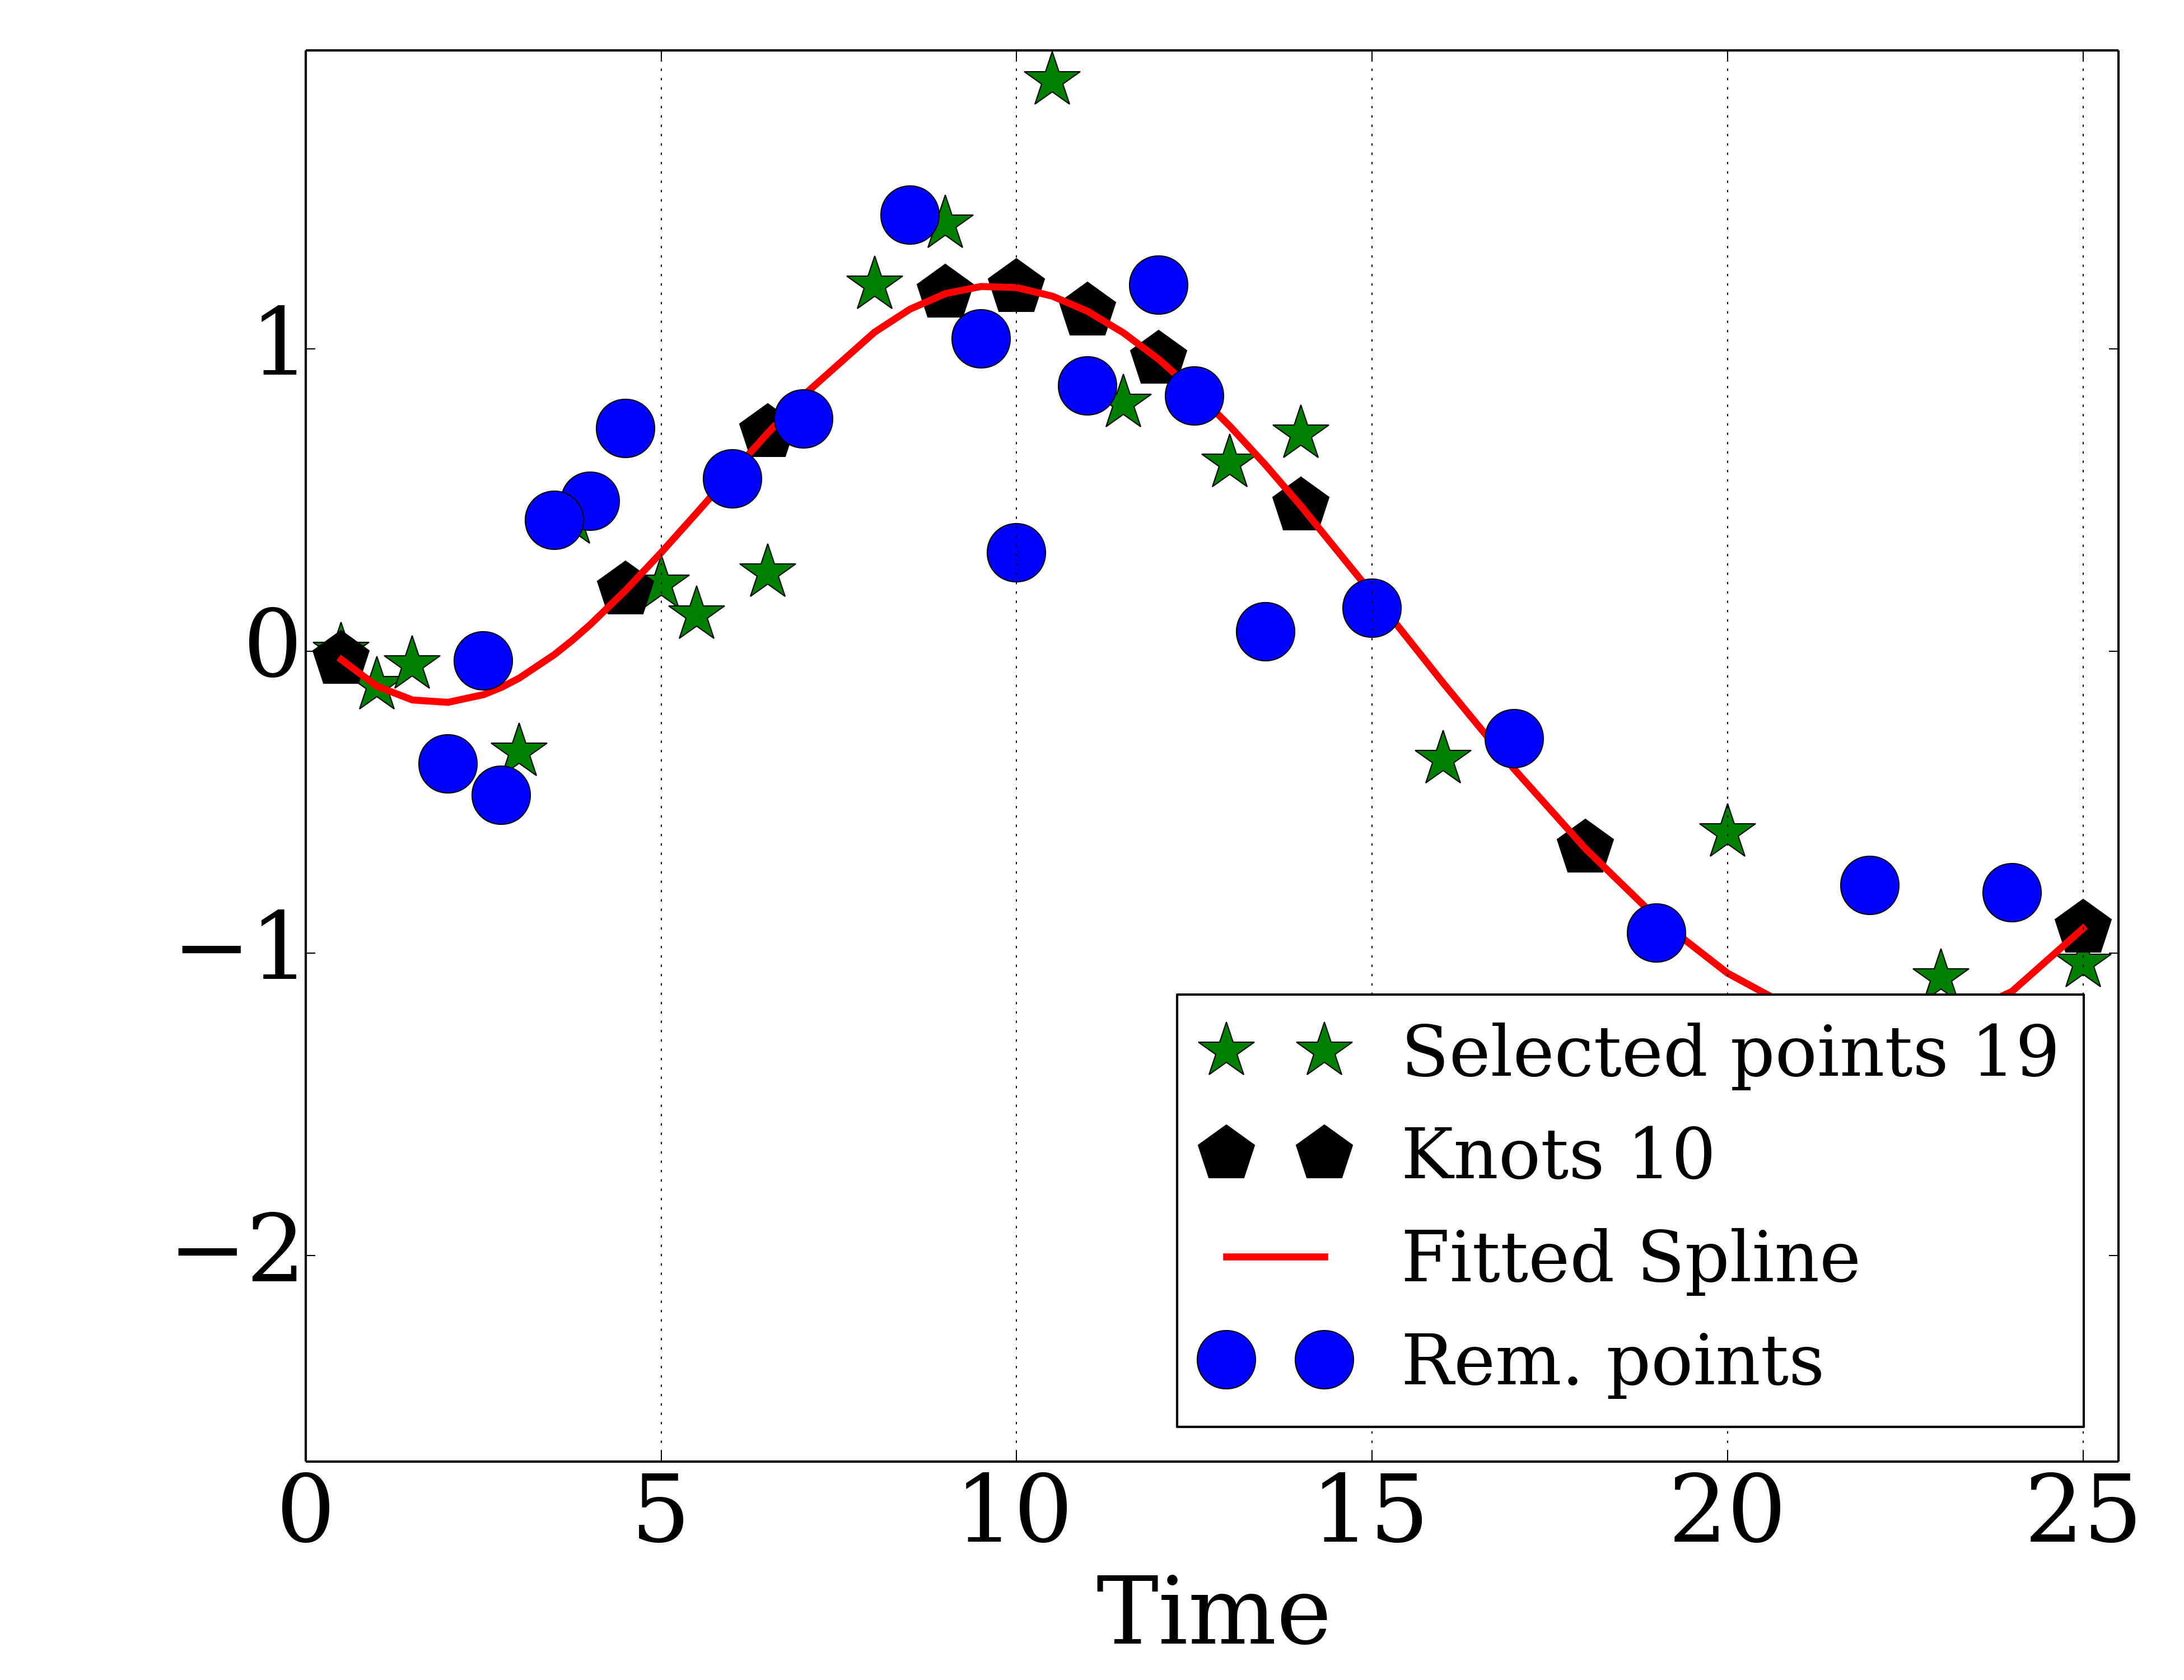 1
0
−1
−2
Selected points 19
Knots 10
Fitted Spline
Rem. points
0 5 10 15 20 25
Time